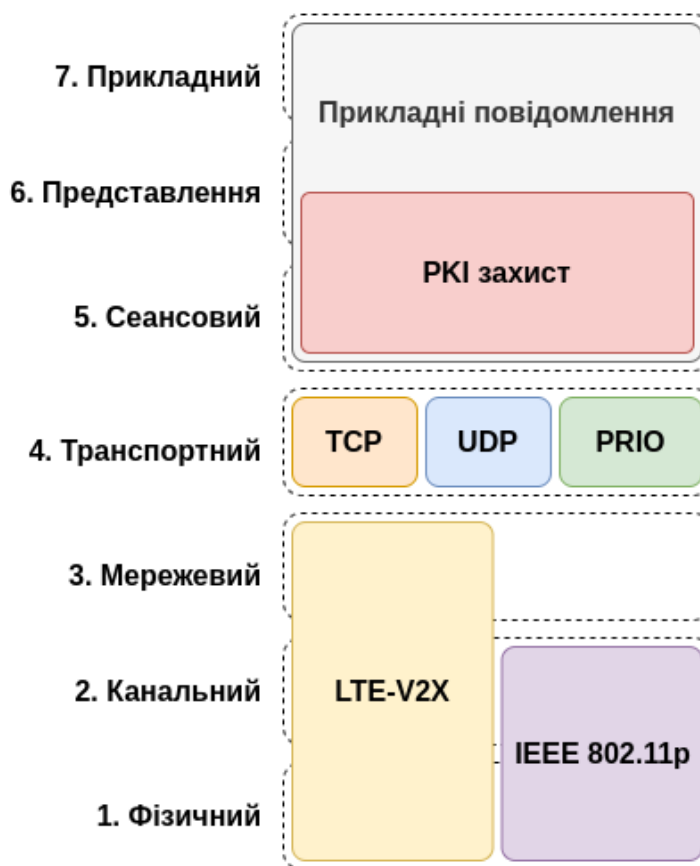 7. Прикладний
Прикладні повідомлення
6. Представлення
PKI захист
5. Сеансовий
4. Транспортний
TCP
UDP
PRIO
3. Мережевий
2. Канальний
LTE-V2X
IEEE 802.11p
1. Фізичний